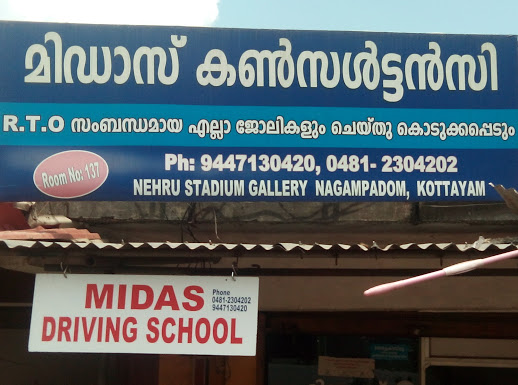 മിഡാസ് കൺസൾട്ടൻസി
R.T.O സംബന്ധമായ എല്ലാ ജോലികളും ചെയ്തു കൊടുക്കപ്പെടും
Room No: 137
Ph: 9447130420, 0481- 2304202
NEHRU STADIUM GALLERY NAGAMPADOM, KOTTAYAM
MIDAS
Phone
0481-2304202
9447130420
DRIVING SCHOOL